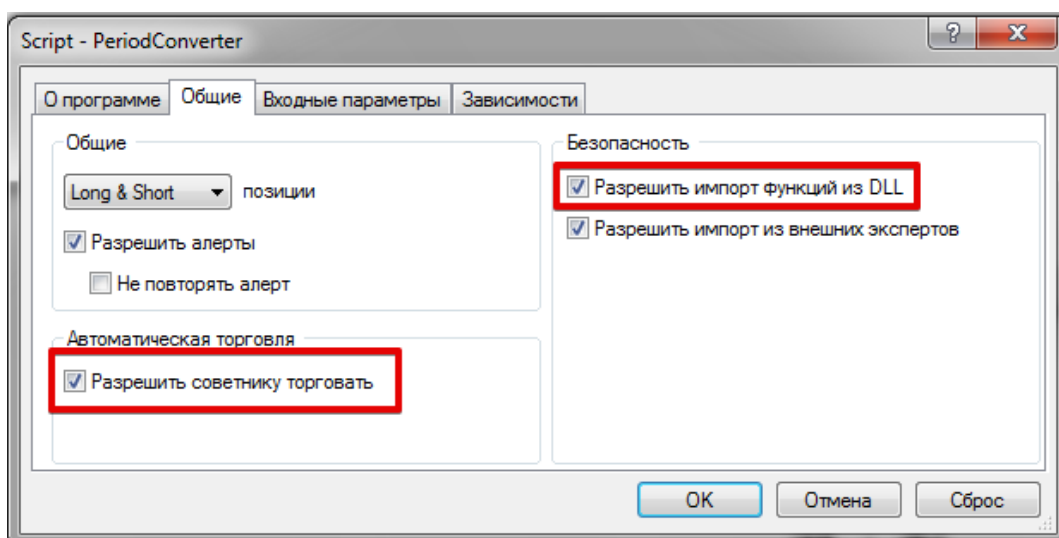 Script - PeriodConverter
О программе Общие Входные параметры Зависимости
Общие
Long & Short позиции
Разрешить алерты
Не повторять алерт
Автоматическая торговля
Разрешить советнику торговать
Безопасность
Разрешить импорт функций из DLL
Разрешить импорт из внешних экспертов
OK Отмена Сброс